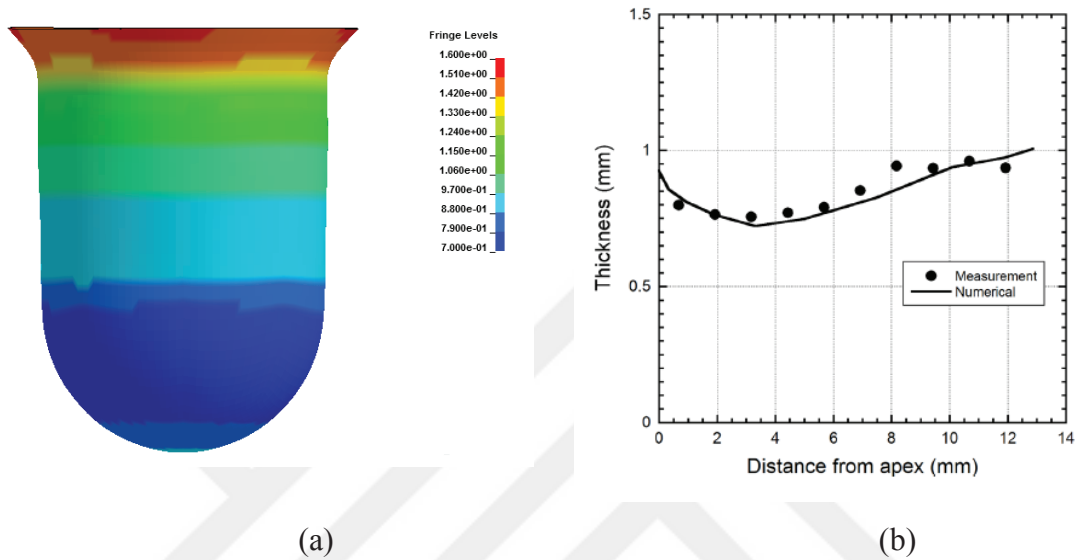 Fringe Levels
1.600e+00
1.510e+00
1.420e+00
1.330e+00
1.240e+00
1.150e+00
1.060e+00
9.700e-01
8.800e-01
7.900e-01
7.000e-01
(a)
1.5
1
0.5
0
Thickness (mm)
Measurement
Numerical
0 2 4 6 8 10 12 14
Distance from apex (mm)
(b)